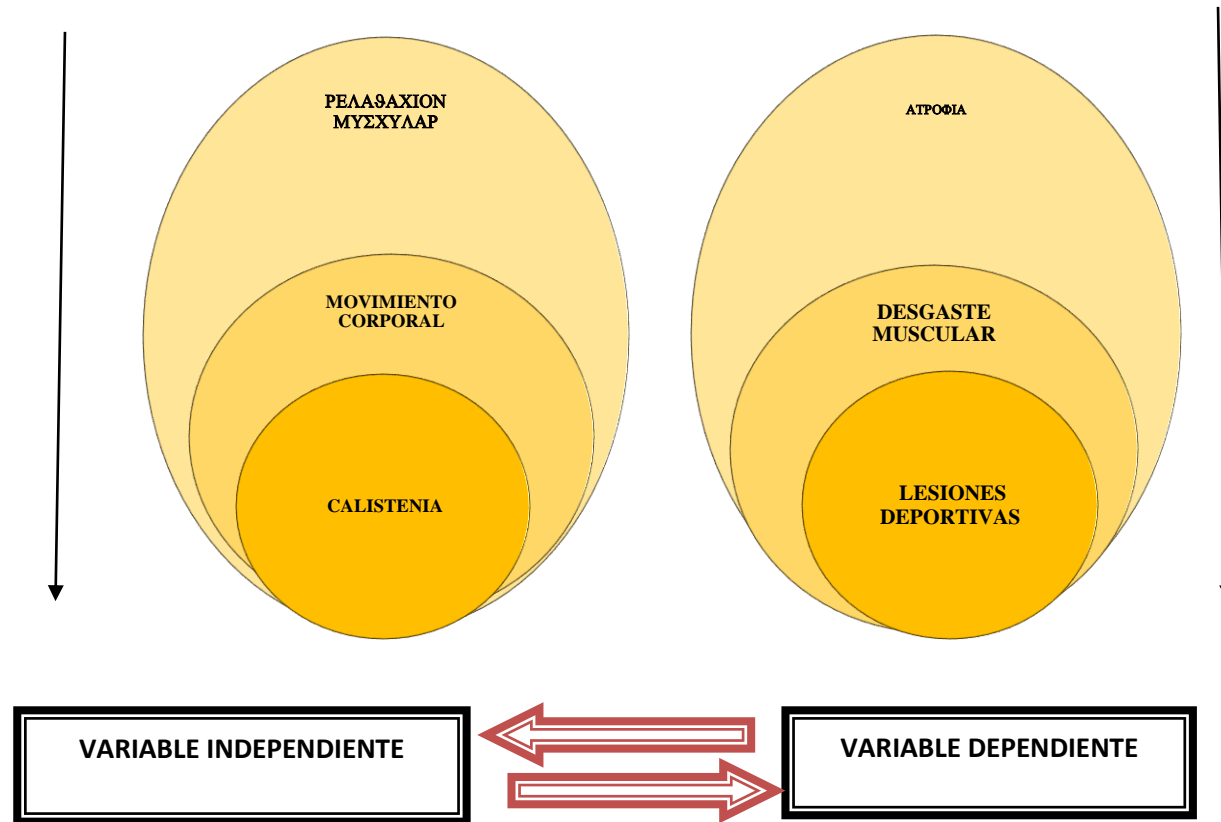 ΡΕΛΑϑΑΧΙΟΝ
ΜΥΣΧΥΛΑΡ
ΑΤΡΟΦΙΑ
MOVIMIENTO
CORPORAL
DESGASTE
MUSCULAR
CALISTENIA
LESIONES
DEPORTIVAS
VARIABLE INDEPENDIENTE
VARIABLE DEPENDIENTE